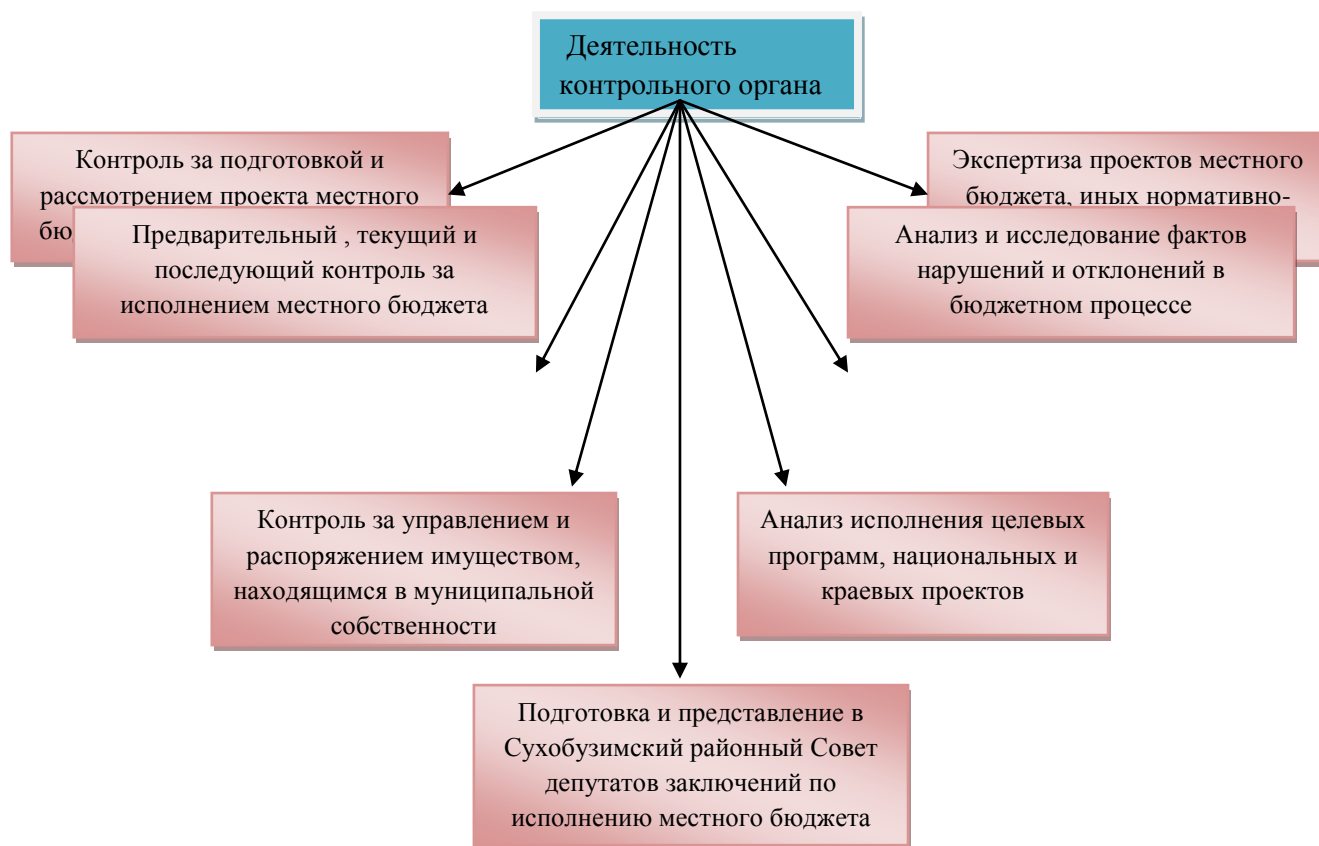 Деятельность
контрольного органа
Контроль за подготовкой и
рассмотрением проекта местного
Предварительный , текущий и
последующий контроль за
исполнением местного бюджета
Экспертиза проектов местного
бюджета, иных нормативно-
Анализ и исследование фактов
нарушений и отклонений в
бюджетном процессе
Контроль за управлением и
распоряжением имуществом,
находящимся в муниципальной
собственности
Анализ исполнения целевых
программ, национальных и
краевых проектов
Подготовка и представление в
Сухобузимский районный Совет
депутатов заключений по
исполнению местного бюджета